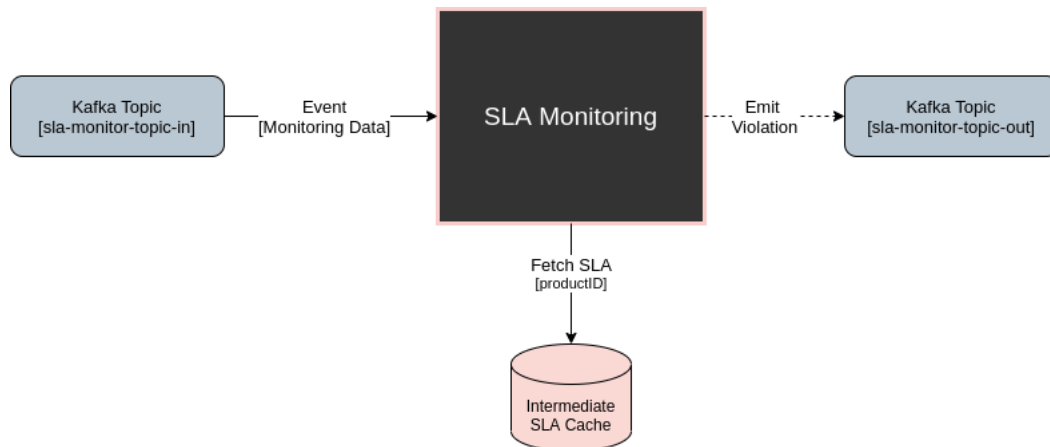 Kafka Topic
[sla-monitor-topic-in]
Event
[Monitoring Data]
SLA Monitoring
Emit
Violation
Kafka Topic
[sla-monitor-topic-out]
Fetch SLA
[productID]
Intermediate
SLA Cache